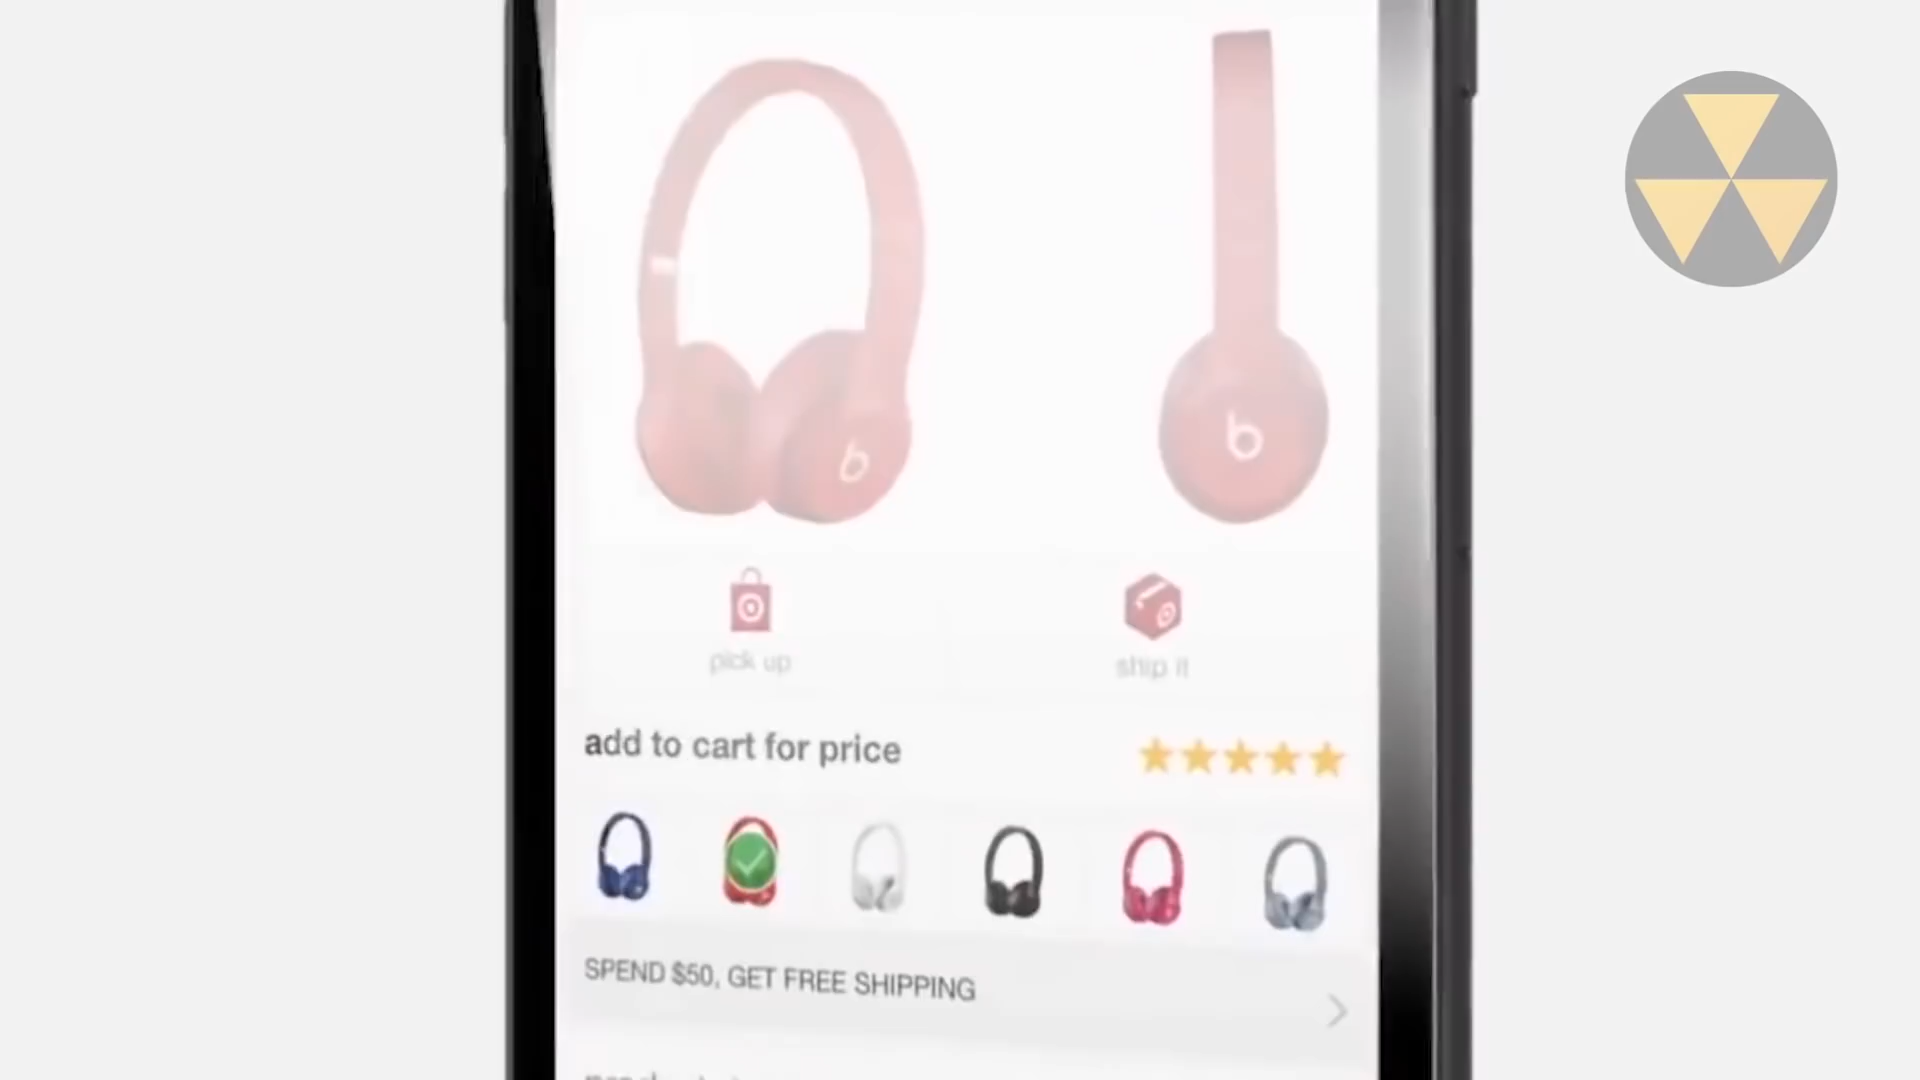 b
b
pick up
ship it
add to cart for price
SPEND $50, GET FREE SHIPPING